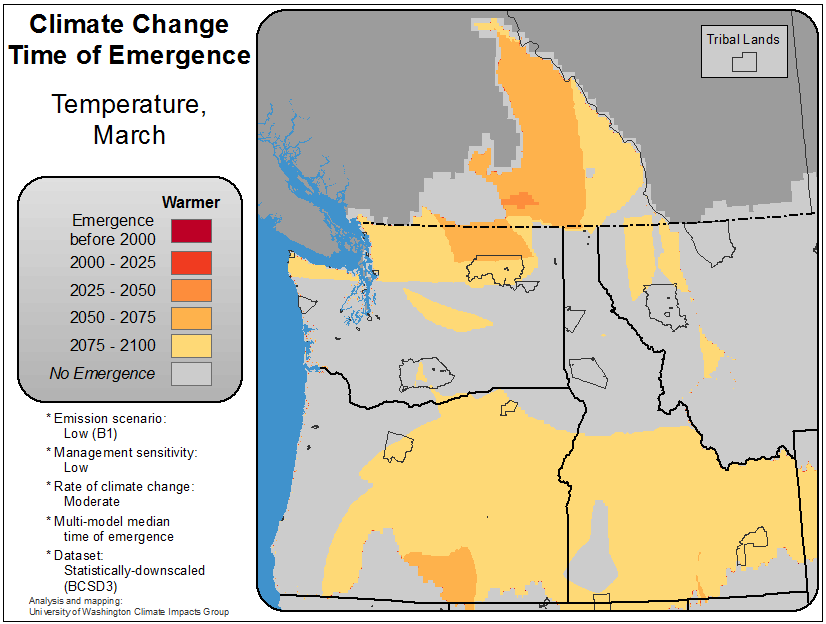 Climate Change
Time of Emergence
Temperature,
March
Warmer
Emergence
before 2000
2000 - 2025
2025 - 2050
2050 - 2075
2075 - 2100
No Emergence
* Emission scenario:
Low (B1)
* Management sensitivity:
Low
* Rate of climate change:
Moderate
* Multi-model median
time of emergence
* Dataset:
Statistically-downscaled
(BCSD3)
Analysis and mapping:
University of Washington Climate Impacts Group
Tribal Lands